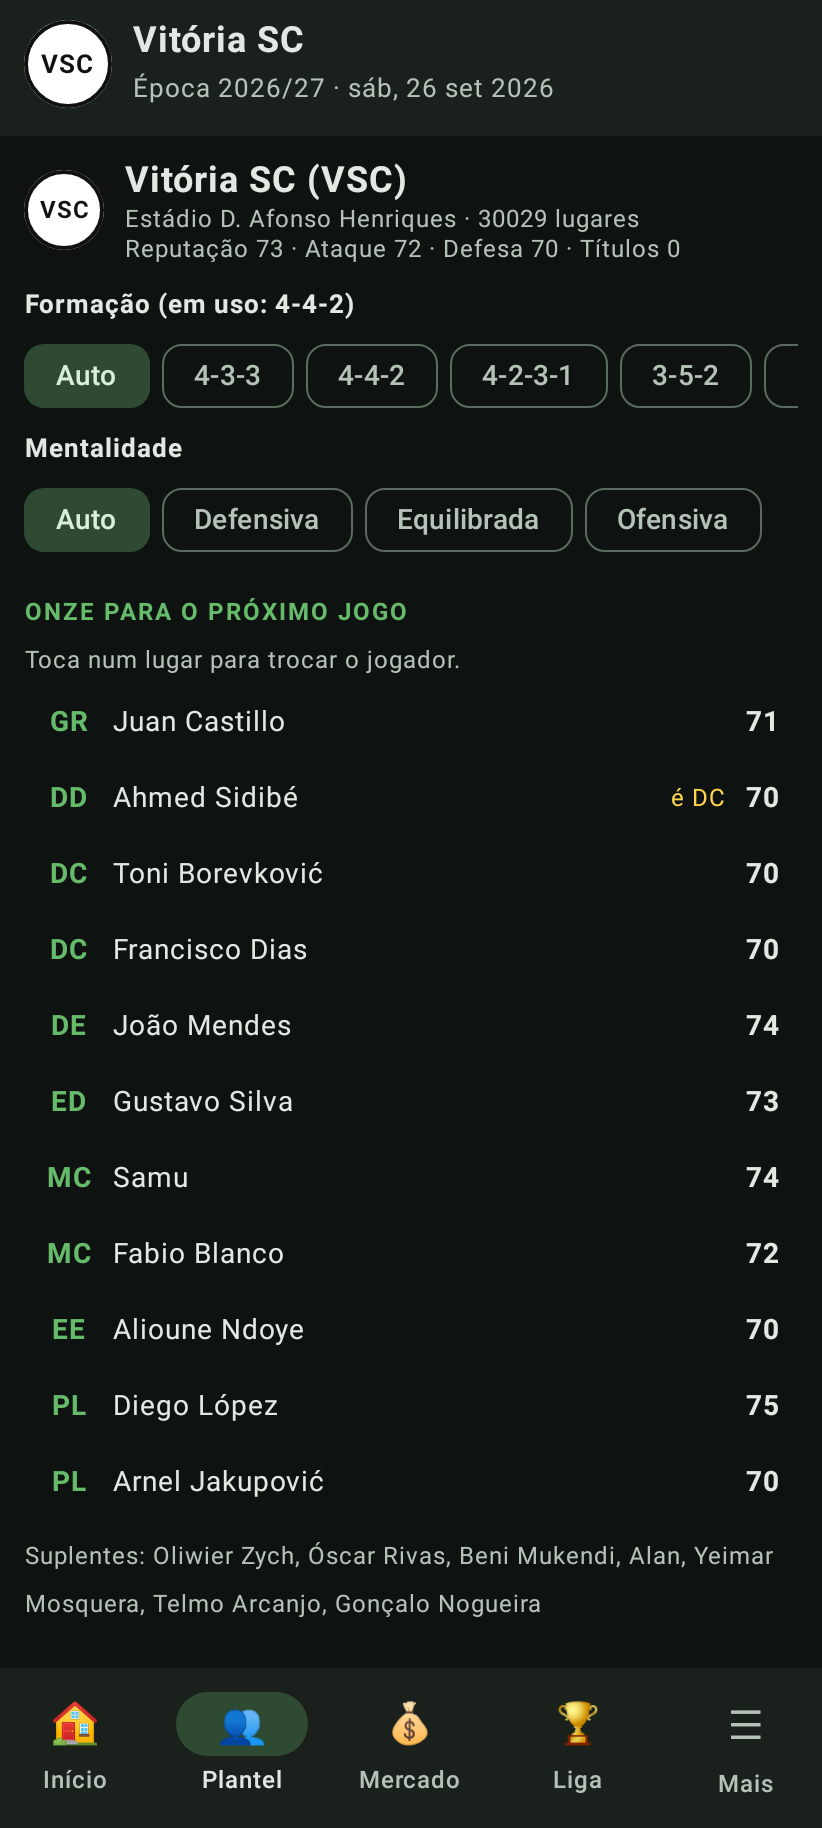 VSC
Vitória SC
Época 2026/27 · sáb, 26 set 2026
VSC
Vitória SC (VSC)
Estádio D. Afonso Henriques · 30029 lugares
Reputação 73 · Ataque 72 · Defesa 70 · Títulos 0
Formação (em uso: 4-4-2)
Auto 4-3-3 4-4-2 4-2-3-1 3-5-2
Mentalidade
Auto Defensiva Equilibrada Ofensiva
ONZE PARA O PRÓXIMO JOGO
Toca num lugar para trocar o jogador.
GR Juan Castillo 71
DD Ahmed Sidibé é DC 70
DC Toni Borevković 70
DC Francisco Dias 70
DE João Mendes 74
ED Gustavo Silva 73
MC Samu 74
MC Fabio Blanco 72
EE Alioune Ndoye 70
PL Diego López 75
PL Arnel Jakupović 70
Suplentes: Oliwier Zych, Óscar Rivas, Beni Mukendi, Alan, Yeimar
Mosquera, Telmo Arcanjo, Gonçalo Nogueira
Início Plantel Mercado Liga Mais